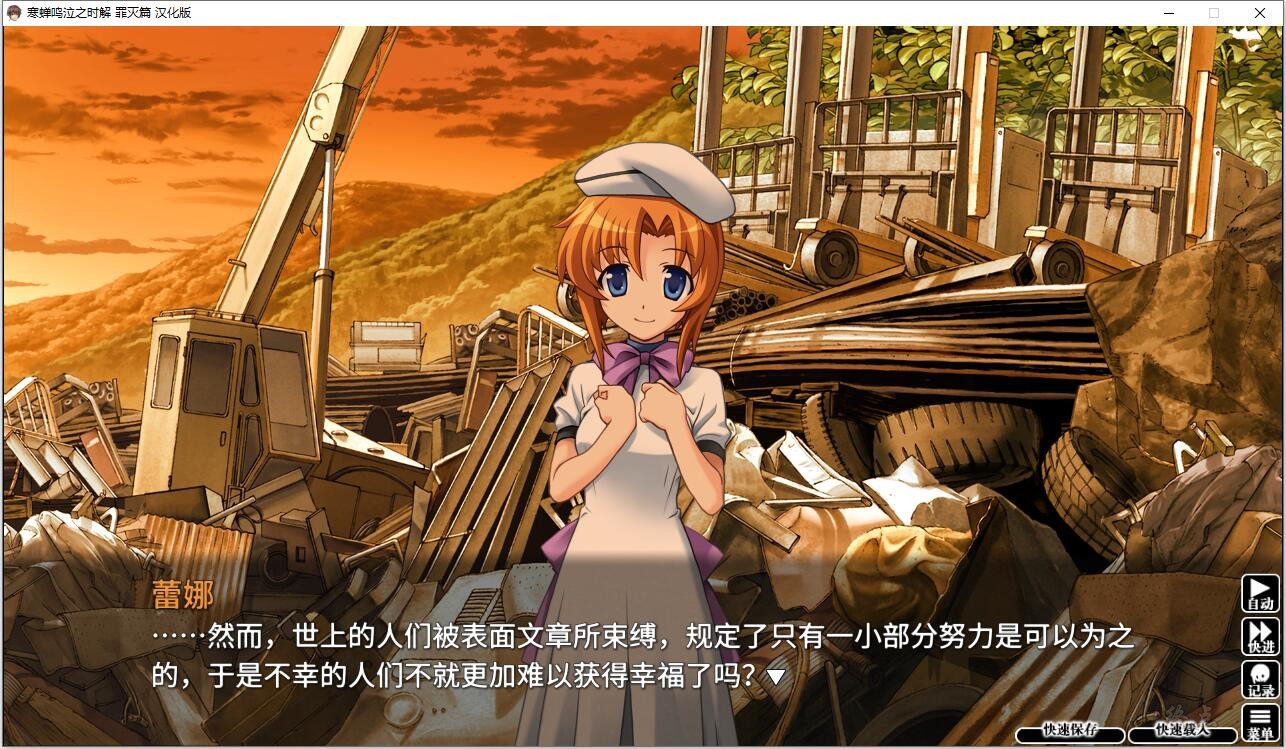 寒蝉鸣泣之时解 罪灭篇 汉化版
蕾娜
……然而，世上的人们被表面文章所束缚，规定了只有一小部分努力是可以为之
的，于是不幸的人们不就更加难以获得幸福了吗？
自动
快进
记录
菜单
快速保存
快速载入